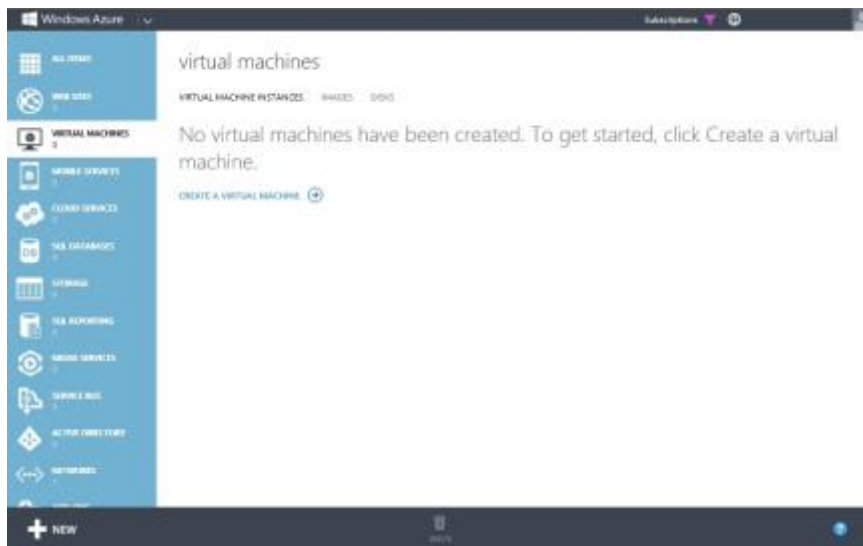 Windows Azure
Subscriptions
ALL ITEMS
WEB SITES
VIRTUAL MACHINES
MOBILE SERVICES
CLOUD SERVICES
SQL DATABASES
DB
STORAGE
SQL REPORTING
MEDIA SERVICES
SERVICE BUS
ACTIVE DIRECTORY
NETWORKS
virtual machines
VIRTUAL MACHINE INSTANCES IMAGES DISKS
No virtual machines have been created. To get started, click Create a virtual
machine.
CREATE A VIRTUAL MACHINE
NEW